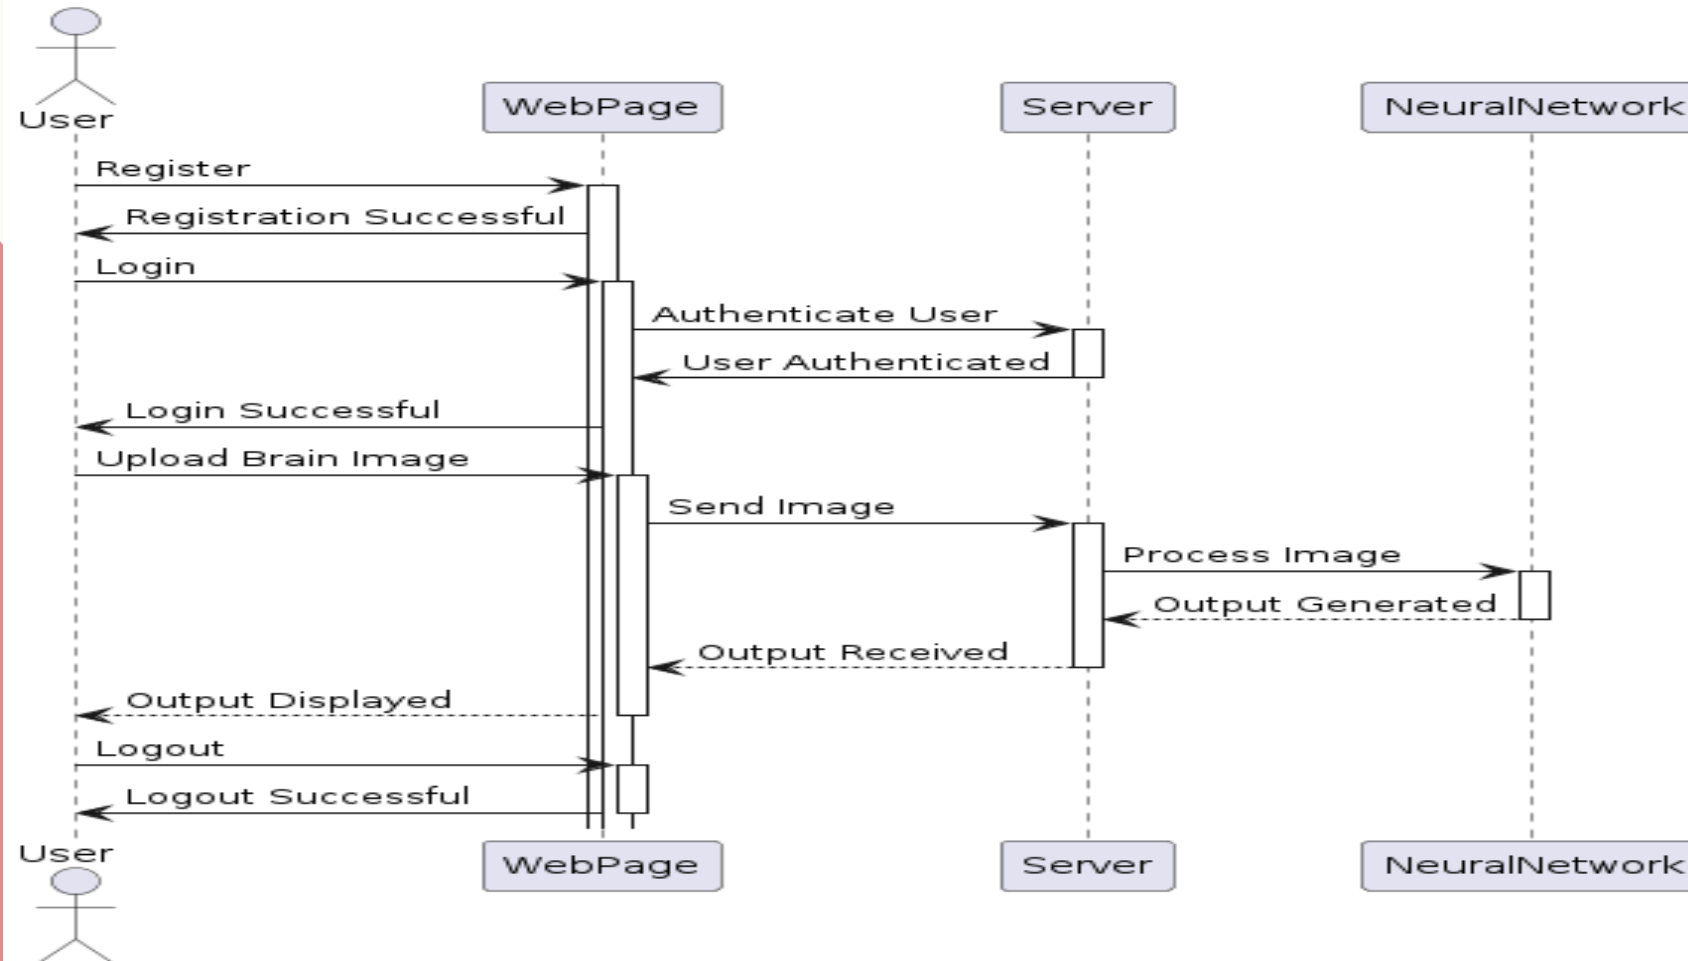 User
WebPage
Server
NeuralNetwork
Register
Registration Successful
Login
Authenticate User
User Authenticated
Login Successful
Upload Brain Image
Send Image
Process Image
Output Generated
Output Received
Output Displayed
Logout
Logout Successful
User
WebPage
Server
NeuralNetwork